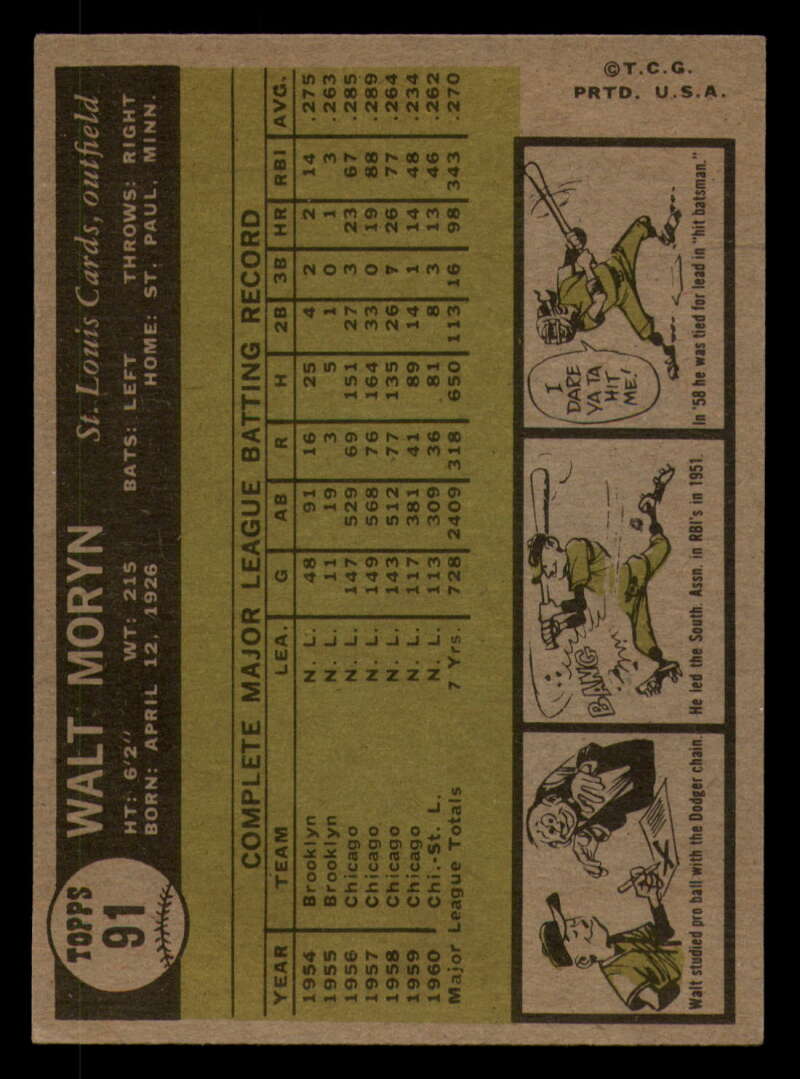 TOPPS
91
WALT MORYN St. Louis Cards, outfield
HT: 6'2" WT: 215 BATS: LEFT THROWS: RIGHT
BORN: APRIL 12, 1926 HOME: ST. PAUL, MINN.
COMPLETE MAJOR LEAGUE BATTING RECORD
YEAR TEAM LEA. G AB R H 2B 3B HR RBI AVG.
1954 Brooklyn N. L. 48 91 16 25 4 2 2 14 .275
1955 Brooklyn N. L. 11 19 3 5 1 0 1 3 .263
1956 Chicago N. L. 147 529 69 151 27 3 23 67 .285
1957 Chicago N. L. 149 568 76 164 33 0 19 88 .289
1958 Chicago N. L. 143 512 77 135 26 7 26 77 .264
1959 Chicago N. L. 117 381 41 89 14 1 14 48 .234
1960 Chi.-St. L. N. L. 113 309 36 81 8 3 13 46 .262
Major League Totals 7 Yrs. 728 2409 318 650 113 16 98 343 .270
Walt studied pro ball with the Dodger chain.
BANG
He led the South. Assn. in RBI's in 1951.
I
DARE
YA TA
HIT
ME!
In '58 he was tied for lead in "hit batsman."
©T.C.G.
PRTD. U.S.A.